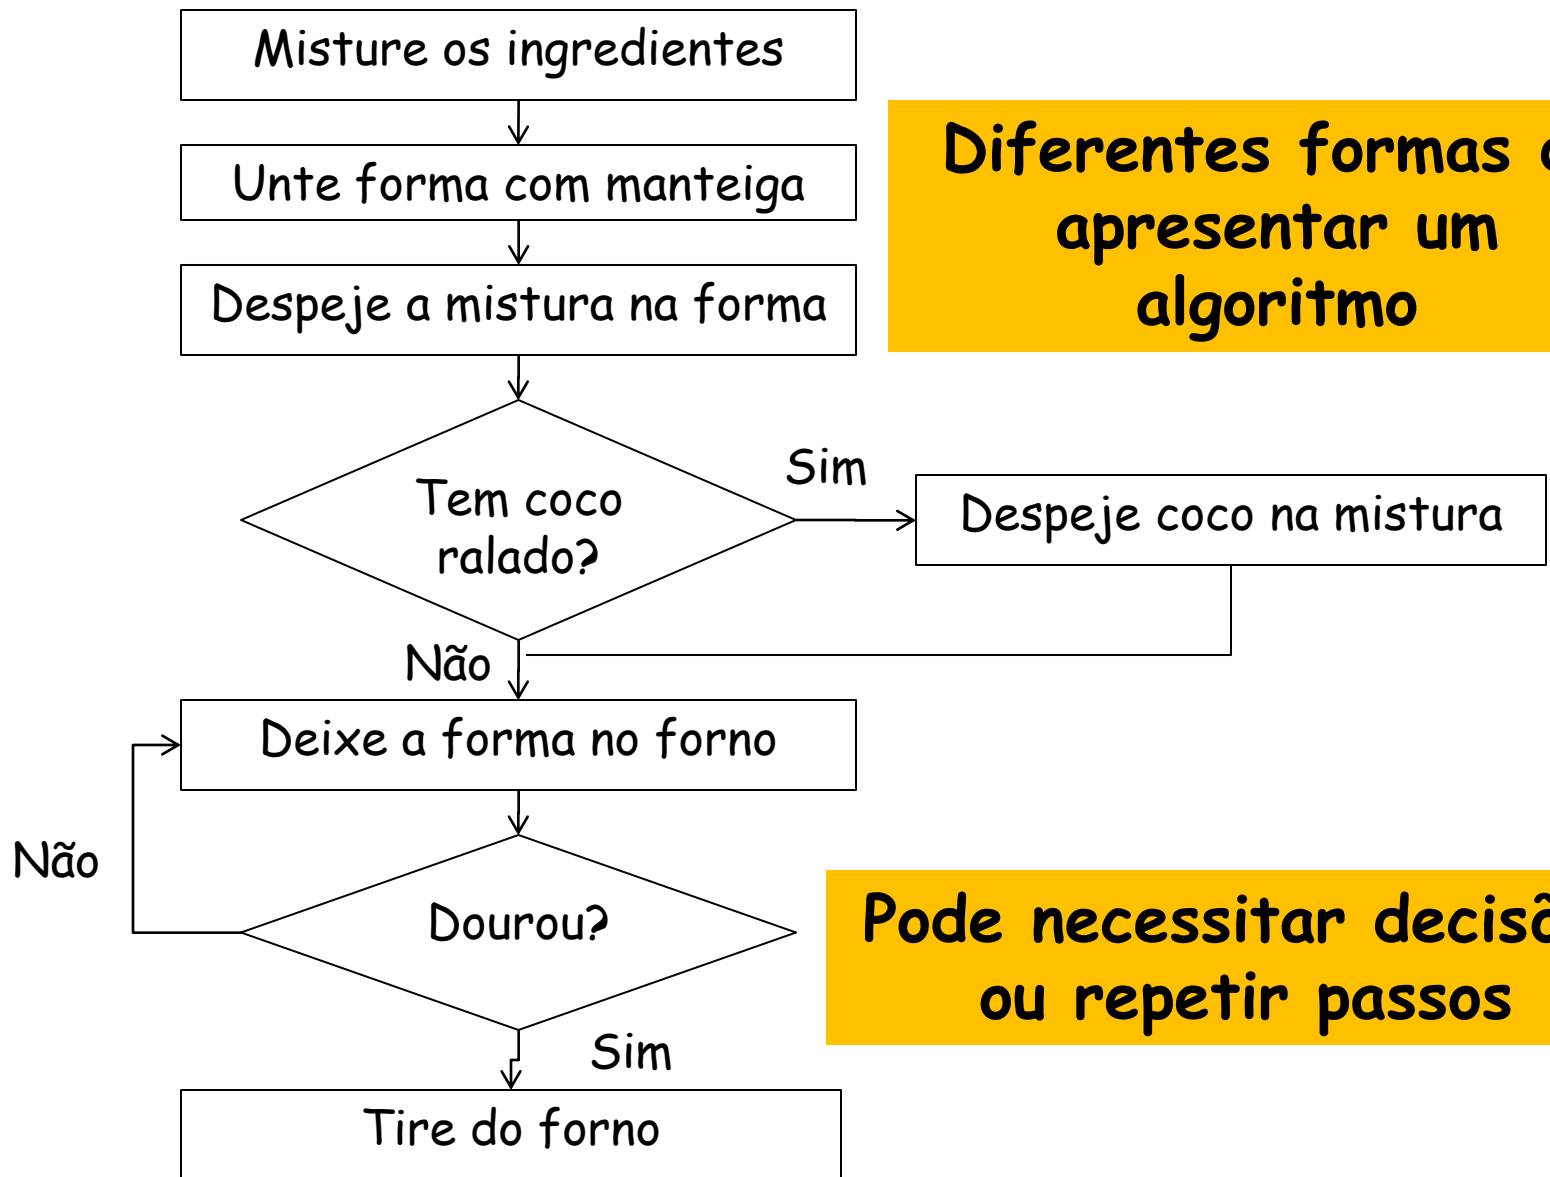 Misture os ingredientes
Unte forma com manteiga
Despeje a mistura na forma
Diferentes formas
apresentar um
algoritmo
Tem coco
ralado?
Sim
Despeje coco na mistura
Não
Deixe a forma no forno
Não
Dourou?
Pode necessitar
ou repetir passos
Sim
Tire do forno